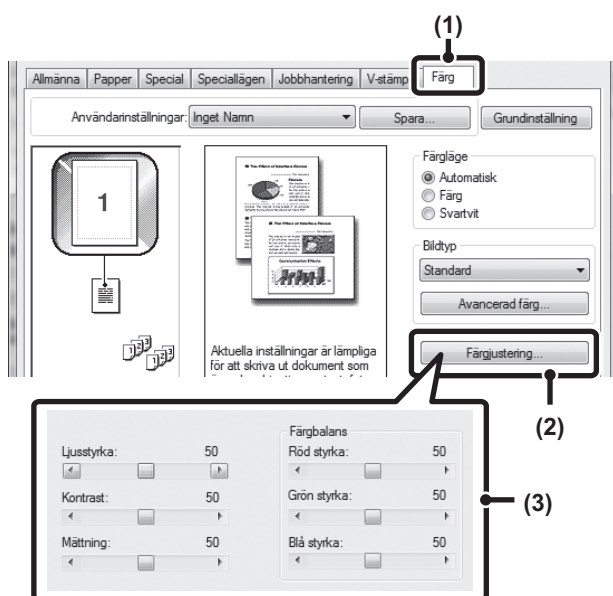 (1)
Allmänna Papper Special Speciallägen Jobbhantering V-stämp Färg
Användarinställningar: Inget Namn Spara... Grundinställning
Färgläge
Automatisk
Färg
Svartvit
1
Bildtyp
Standard
Avancerad färg...
123
123
Aktuella inställningar är lämpliga
för att skriva ut dokument som
Färgjustering...
(2)
Färgbalans
Ljusstyrka: 50 Röd styrka: 50
Kontrast: 50 Grön styrka: 50
(3)
Mättning: 50 Blå styrka: 50